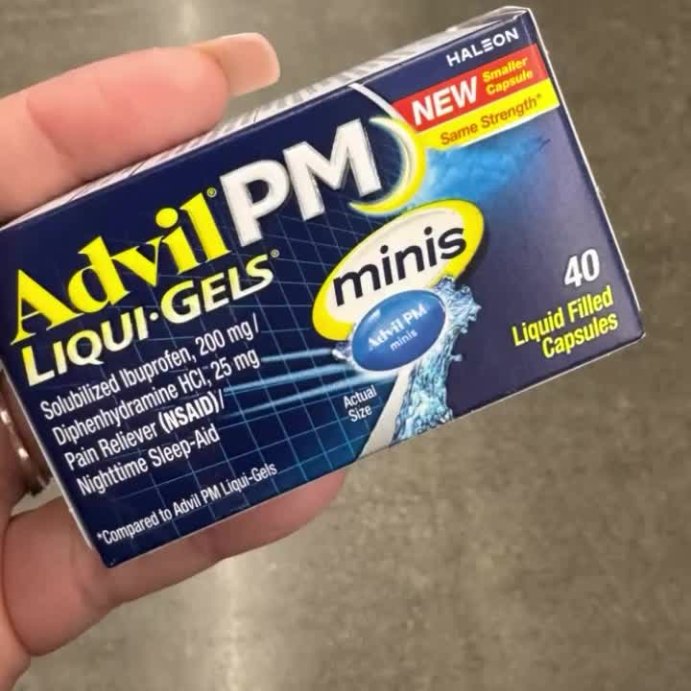 HALEON
NEW
Smaller
Capsule
Same Strength*
Advil® PM
LIQUI·GELS®
minis
Advil PM
minis
Actual
Size
40
Liquid Filled
Capsules
Solubilized Ibuprofen, 200 mg/
Diphenhydramine HCl, 25 mg
Pain Reliever (NSAID)/
Nighttime Sleep-Aid
*Compared to Advil PM Liqui-Gels